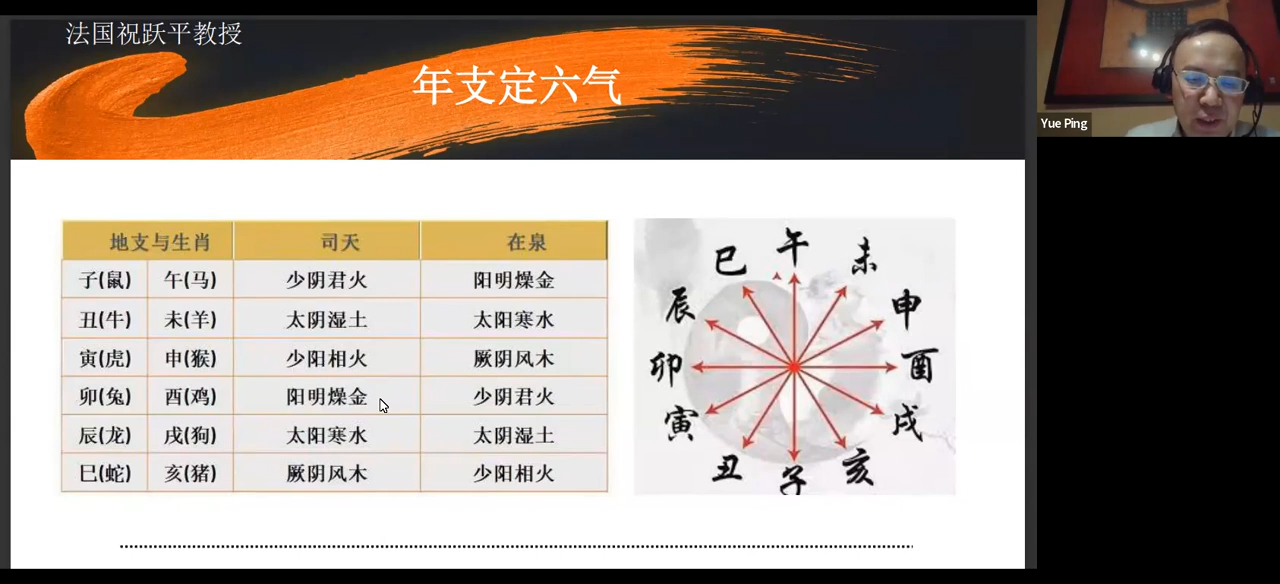 法国祝跃平教授
年支定六气
Yue Ping
地支与生肖 司天 在泉
子(鼠) 午(马) 少阴君火 阳明燥金
丑(牛) 未(羊) 太阴湿土 太阳寒水
寅(虎) 申(猴) 少阳相火 厥阴风木
卯(兔) 酉(鸡) 阳明燥金 少阴君火
辰(龙) 戌(狗) 太阳寒水 太阴湿土
巳(蛇) 亥(猪) 厥阴风木 少阳相火
巳 午 未
辰 申
卯 酉
寅 戌
丑 子 亥